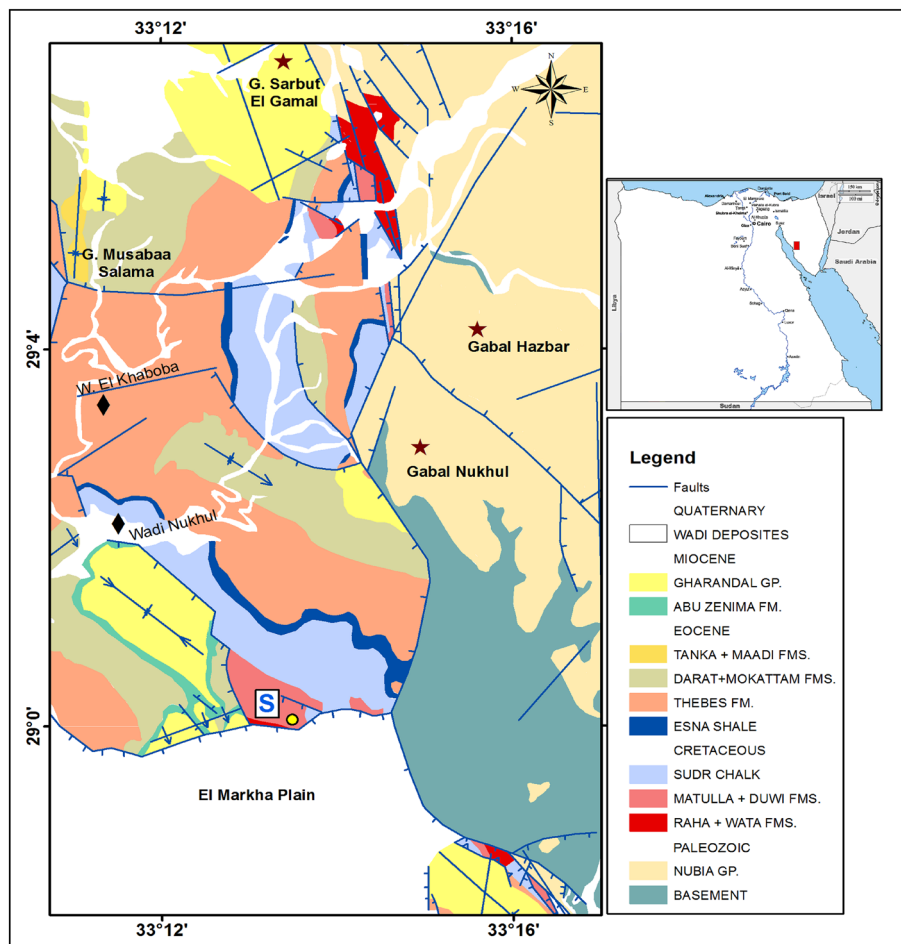 33°12'
33°16'
G. Sarbut
El Gamal
N
W
E
S
G. Musabaa
Salama
29°4'
Gabal Hazbar
W. El Khaboba
Gabal Nukhul
Wadi Nukhul
S
29°0'
El Markha Plain
33°12'
33°16'
Israel
Jordan
Cairo
Saudi Arabia
Libya
Sudan
Legend
Faults
QUATERNARY
WADI DEPOSITES
MIOCENE
GHARANDAL GP.
ABU ZENIMA FM.
EOCENE
TANKA + MAADI FMS.
DARAT+MOKATTAM FMS.
THEBES FM.
ESNA SHALE
CRETACEOUS
SUDR CHALK
MATULLA + DUWI FMS.
RAHA + WATA FMS.
PALEOZOIC
NUBIA GP.
BASEMENT